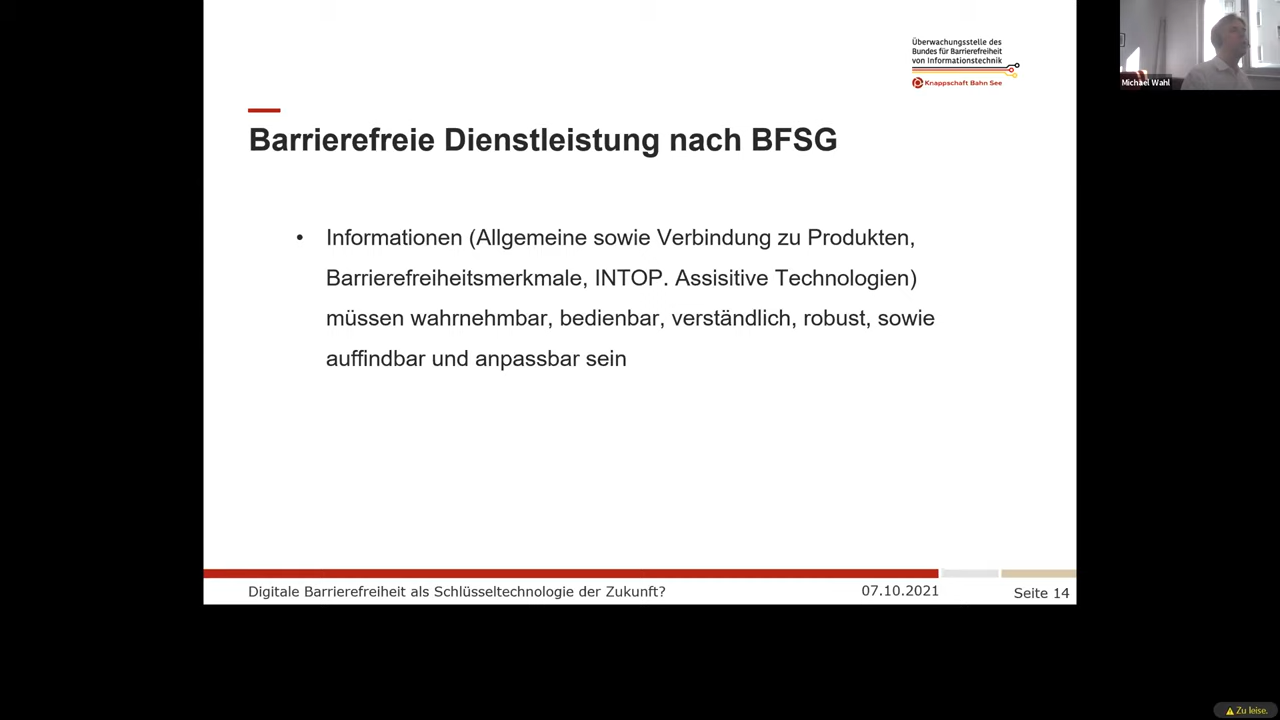 Überwachungsstelle des
Bundes für Barrierefreiheit
von Informationstechnik
Knappschaft Bahn See
Michael Wahl
Barrierefreie Dienstleistung nach BFSG
• Informationen (Allgemeine sowie Verbindung zu Produkten,
Barrierefreiheitsmerkmale, INTOP. Assisitive Technologien)
müssen wahrnehmbar, bedienbar, verständlich, robust, sowie
auffindbar und anpassbar sein
Digitale Barrierefreiheit als Schlüsseltechnologie der Zukunft?
07.10.2021
Seite 14
Zu leise.